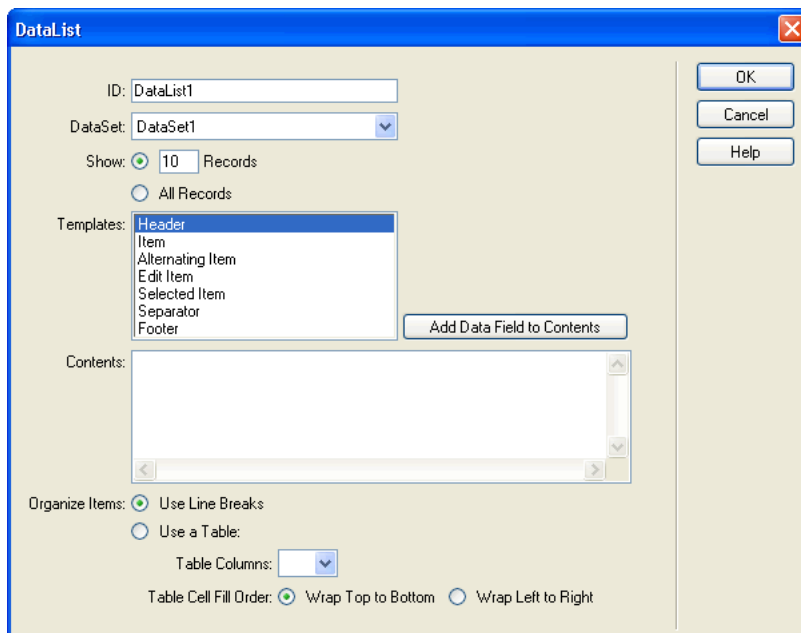 DataList
OK
ID: DataList1
Cancel
DataSet: DataSet1
Help
Show: 10 Records
All Records
Templates: Header
Item
Alternating Item
Edit Item
Selected Item
Separator
Footer
Add Data Field to Contents
Contents:
Organize Items: Use Line Breaks
Use a Table:
Table Columns:
Table Cell Fill Order: Wrap Top to Bottom Wrap Left to Right